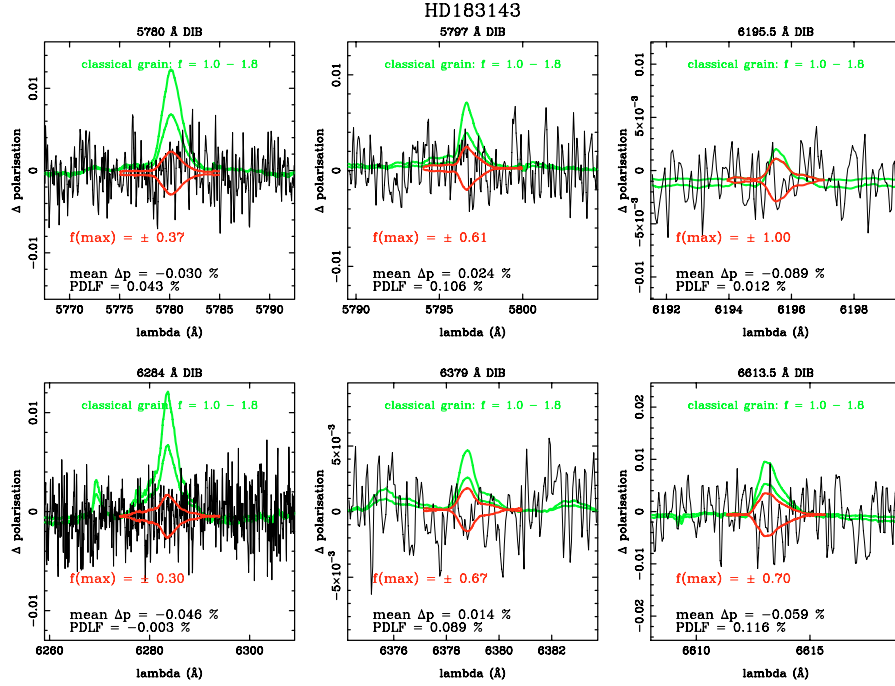 HD183143
5780 Å DIB
classical grain: f = 1.0 − 1.8
0.01
0
−0.01
Δ polarisation
f(max) = ± 0.37
mean Δp = −0.030 %
PDLF = 0.043 %
5770 5775 5780 5785 5790
lambda (Å)
5797 Å DIB
classical grain: f = 1.0 − 1.8
0.01
0
−0.01
Δ polarisation
f(max) = ± 0.61
mean Δp = 0.024 %
PDLF = 0.106 %
5790 5795 5800
lambda (Å)
6195.5 Å DIB
classical grain: f = 1.0 − 1.8
0.01
5×10⁻³
0
−5×10⁻³
−0.01
Δ polarisation
f(max) = ± 1.00
mean Δp = −0.089 %
PDLF = 0.012 %
6192 6194 6196 6198
lambda (Å)
6284 Å DIB
classical grain: f = 1.0 − 1.8
0.01
0
−0.01
Δ polarisation
f(max) = ± 0.30
mean Δp = −0.046 %
PDLF = −0.003 %
6260 6280 6300
lambda (Å)
6379 Å DIB
classical grain: f = 1.0 − 1.8
5×10⁻³
0
−5×10⁻³
Δ polarisation
f(max) = ± 0.67
mean Δp = 0.014 %
PDLF = 0.089 %
6376 6378 6380 6382
lambda (Å)
6613.5 Å DIB
classical grain: f = 1.0 − 1.8
0.02
0.01
0
−0.01
−0.02
Δ polarisation
f(max) = ± 0.70
mean Δp = −0.059 %
PDLF = 0.116 %
6610 6615
lambda (Å)